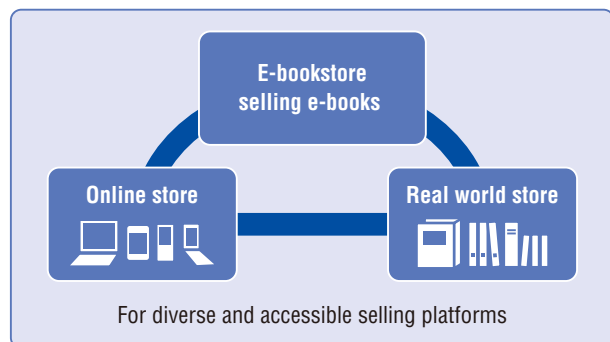 E-bookstore
selling e-books
Online store
Real world store
For diverse and accessible selling platforms